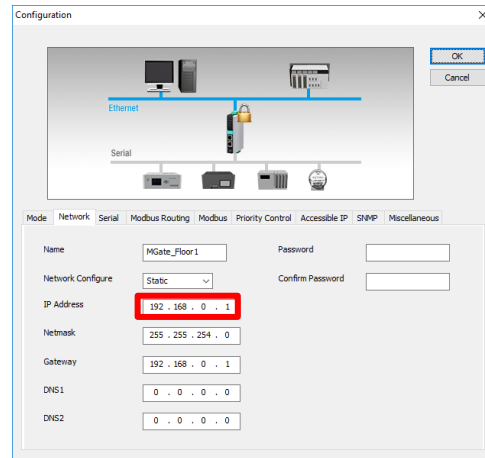 Configuration
OK
Cancel
Ethernet
Serial
Mode Network Serial Modbus Routing Modbus Priority Control Accessible IP SNMP Miscellaneous
Name MGate_Floor1 Password
Network Configure Static Confirm Password
IP Address 192 . 168 . 0 . 1
Netmask 255 . 255 . 254 . 0
Gateway 192 . 168 . 0 . 1
DNS1 0 . 0 . 0 . 0
DNS2 0 . 0 . 0 . 0